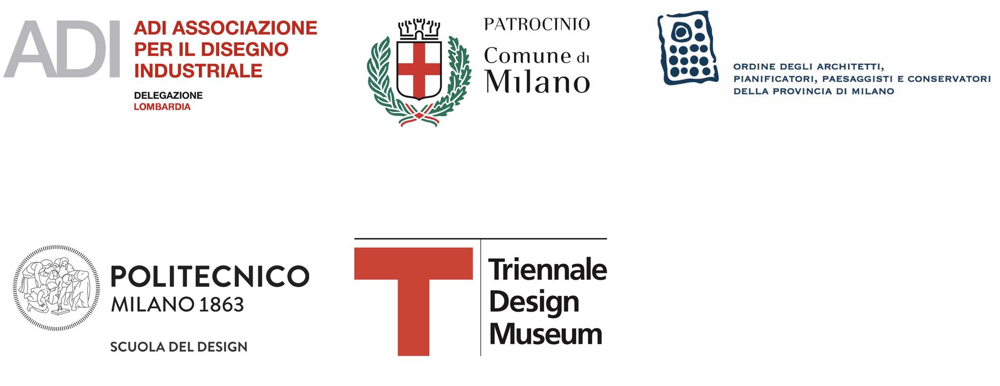 ADI
ADI ASSOCIAZIONE
PER IL DISEGNO
INDUSTRIALE
DELEGAZIONE
LOMBARDIA
PATROCINIO
Comune di
Milano
ORDINE DEGLI ARCHITETTI,
PIANIFICATORI, PAESAGGISTI E CONSERVATORI
DELLA PROVINCIA DI MILANO
POLITECNICO
MILANO 1863
SCUOLA DEL DESIGN
T
Triennale
Design
Museum